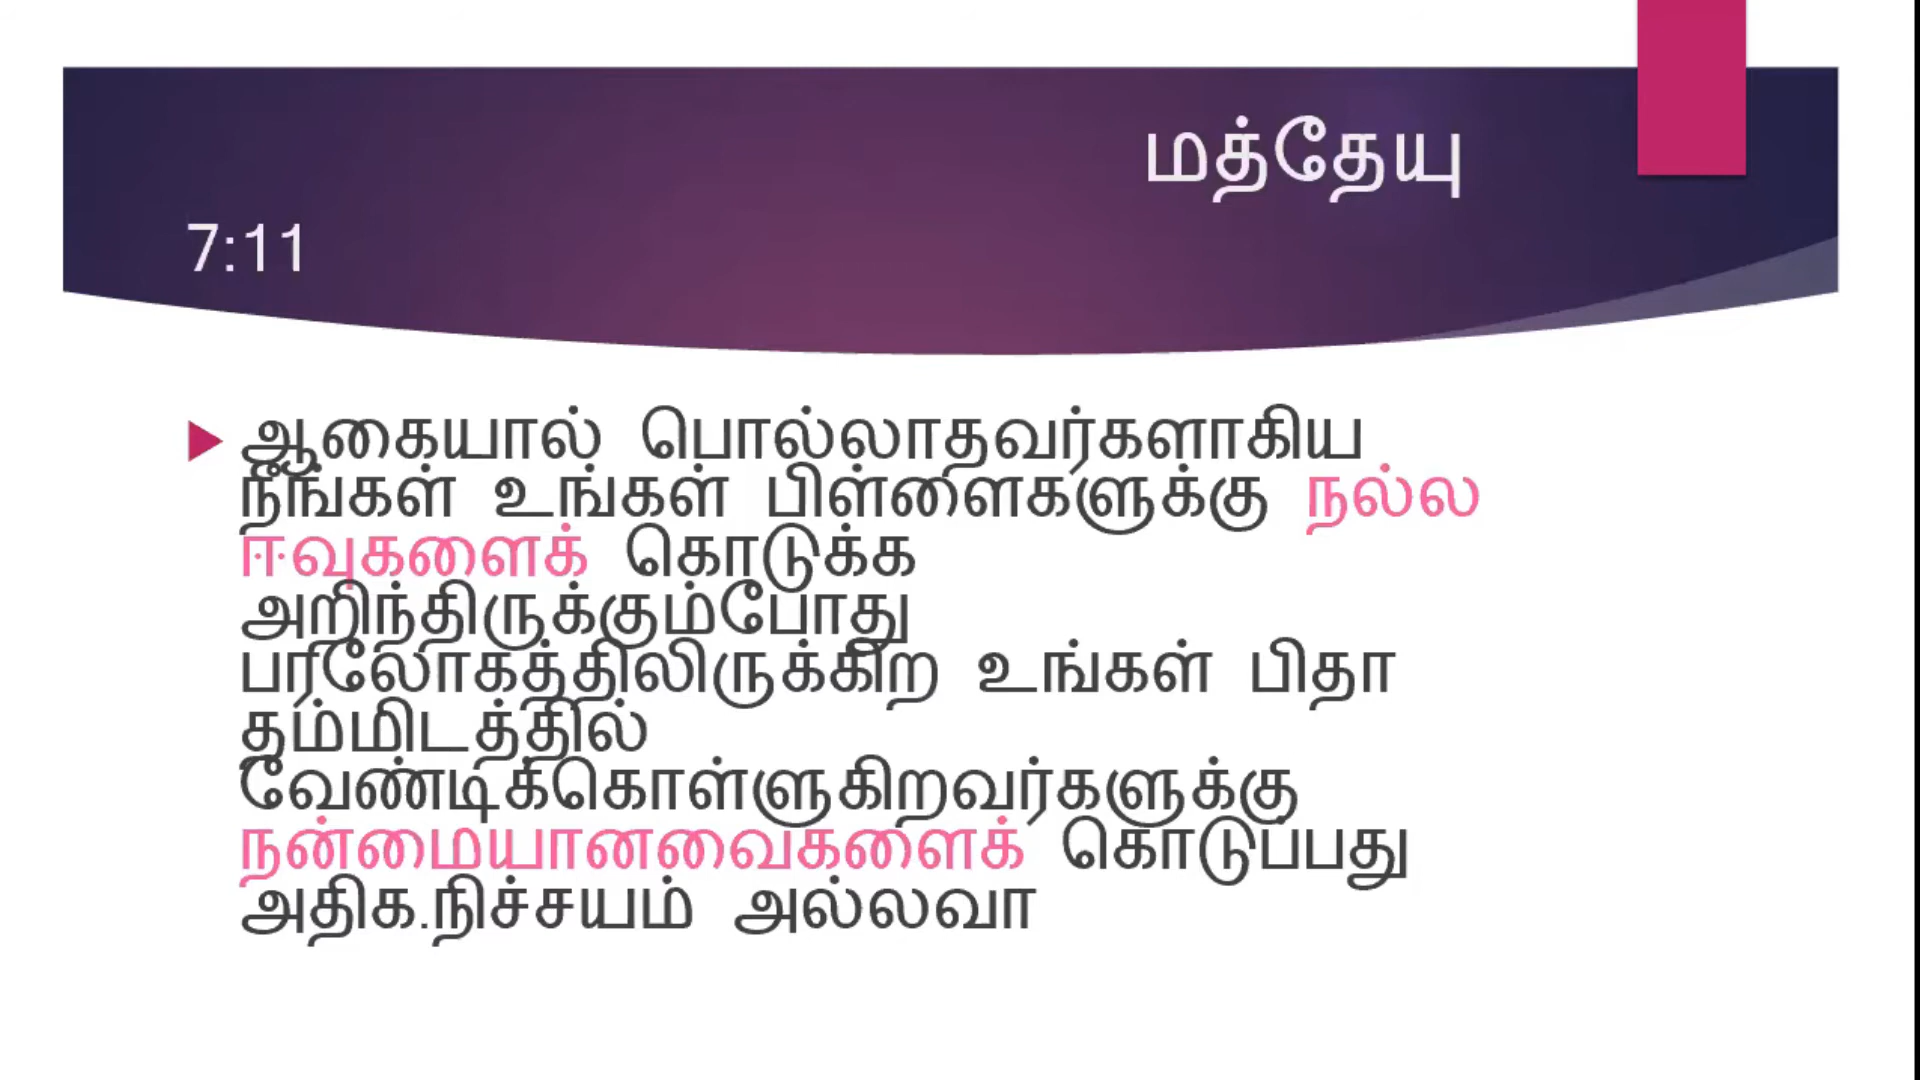 மத்தேயு
7:11
ஆகையால் பொல்லாதவர்களாகிய
நீங்கள் உங்கள் பிள்ளைகளுக்கு நல்ல
ஈவுகளைக் கொடுக்க
அறிந்திருக்கும்போது
பரலோகத்திலிருக்கிற உங்கள் பிதா
தம்மிடத்தில்
வேண்டிக்கொள்ளுகிறவர்களுக்கு
நன்மையானவைகளைக் கொடுப்பது
அதிக.நிச்சயம் அல்லவா